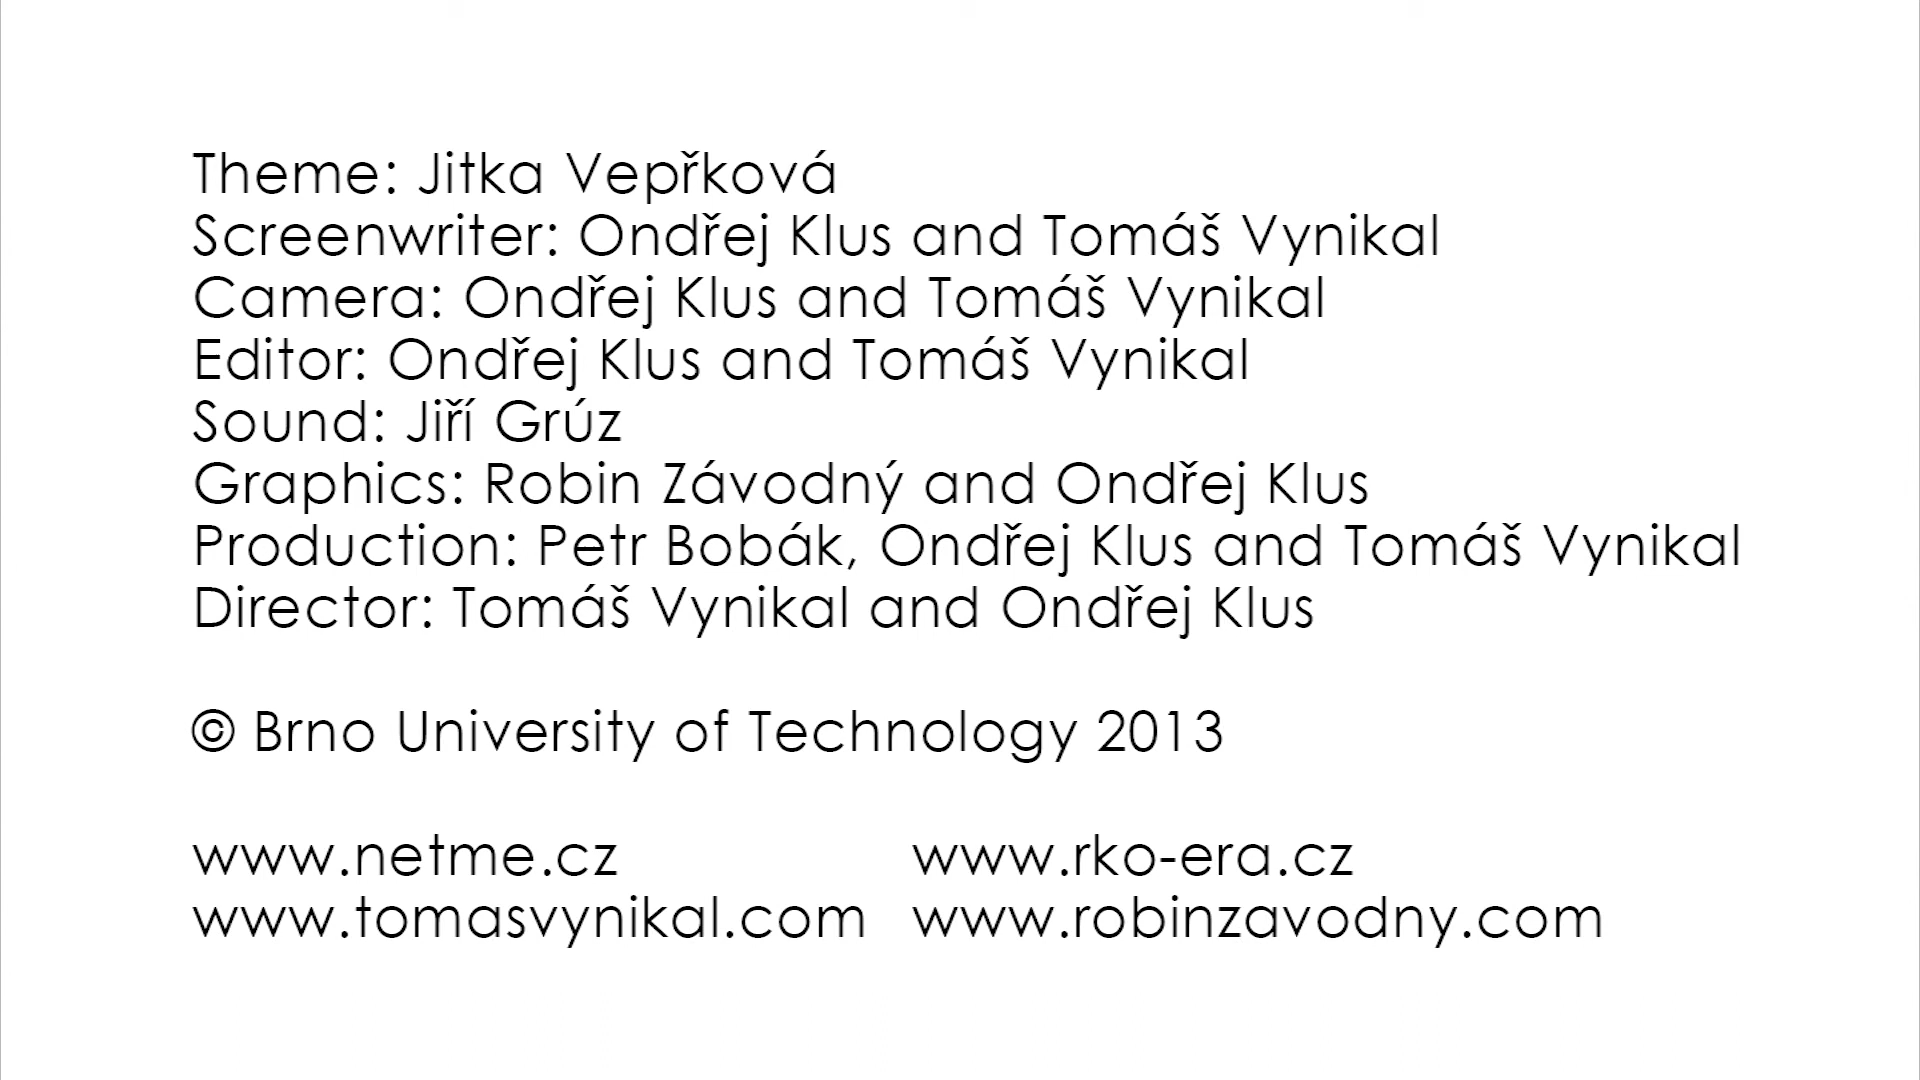 Theme: Jitka Vepřková
Screenwriter: Ondřej Klus and Tomáš Vynikal
Camera: Ondřej Klus and Tomáš Vynikal
Editor: Ondřej Klus and Tomáš Vynikal
Sound: Jiří Grúz
Graphics: Robin Závodný and Ondřej Klus
Production: Petr Bobák, Ondřej Klus and Tomáš Vynikal
Director: Tomáš Vynikal and Ondřej Klus
© Brno University of Technology 2013
www.netme.cz www.rko-era.cz
www.tomasvynikal.com www.robinzavodny.com